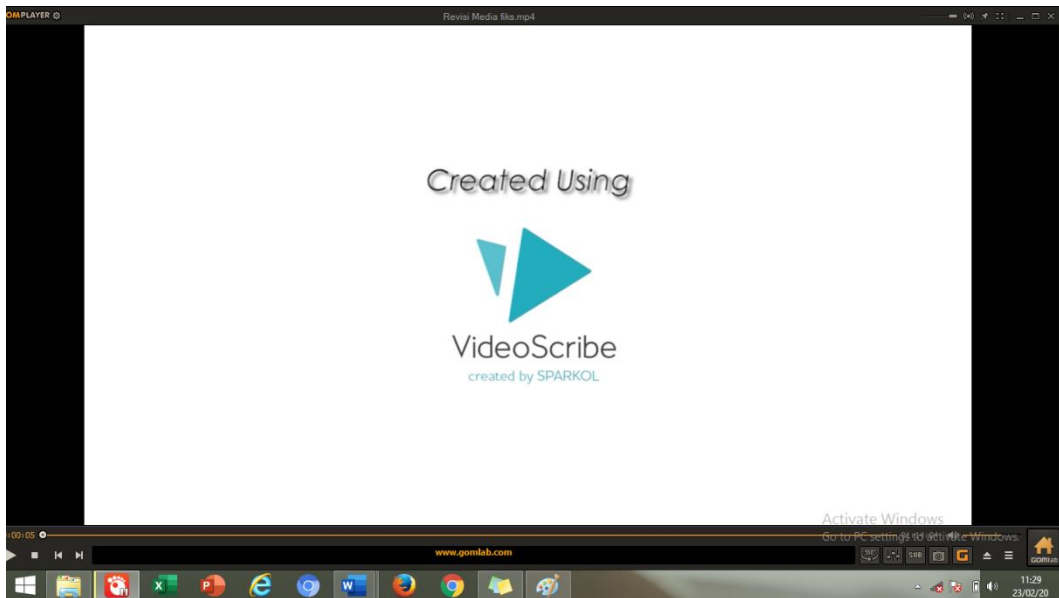 OMPLAYER
Revisi Media fiks.mp4
Created Using
VideoScribe
created by SPARKOL
Activate Windows
Go to PC settings to activate Windows.
00:05
www.gomlab.com
360°
SUB
G
GOMLab
X
P
W
11:29
23/02/20